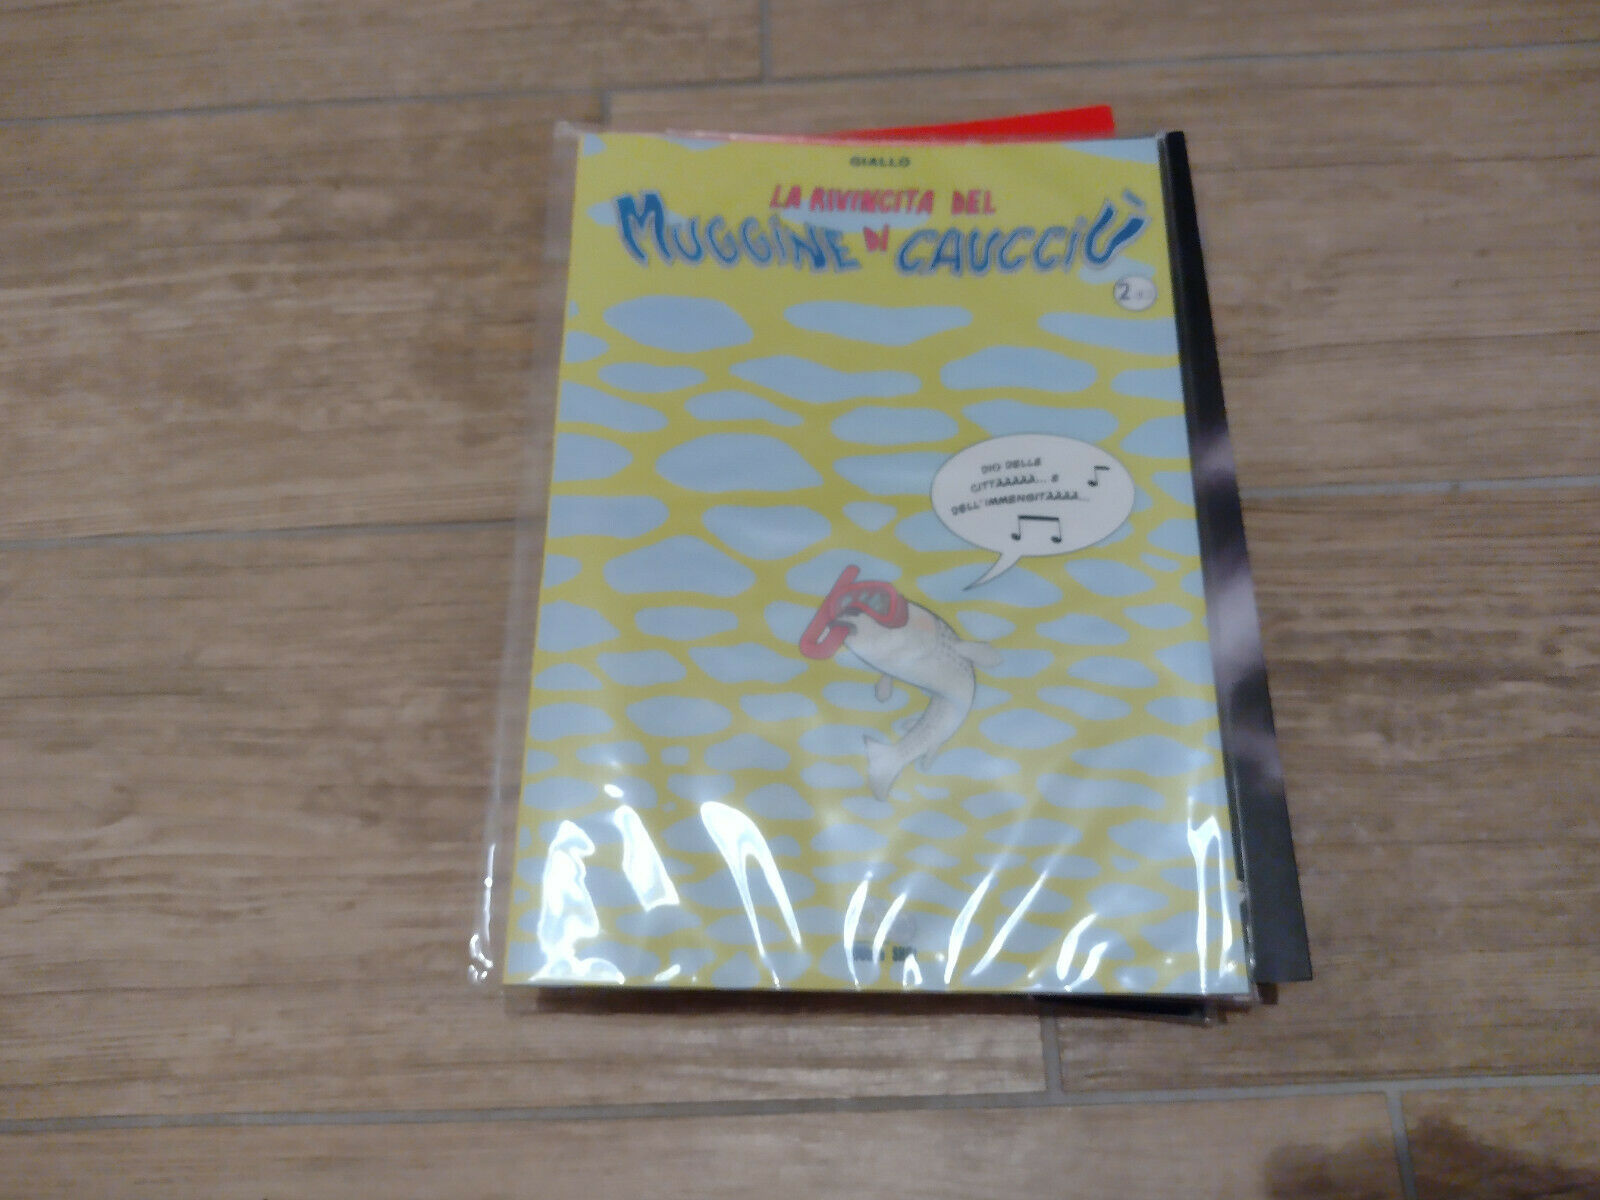 GIALLO
LA RIVINCITA DEL
MUGGINE DI CAUCCIÙ
2
DIO DELLE
CITTÀAAAA... E
DELL'IMMENSITÀAAA...